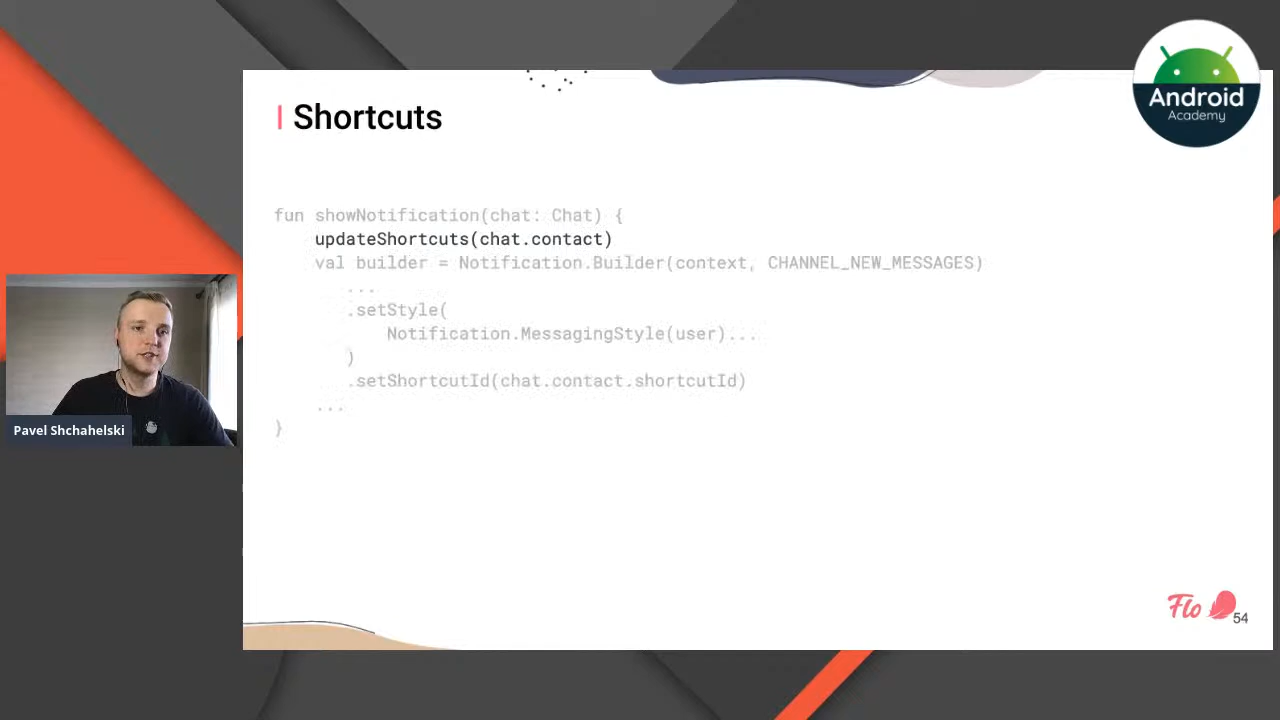 Android
Academy
Shortcuts
fun showNotification(chat: Chat) {
updateShortcuts(chat.contact)
val builder = Notification.Builder(context, CHANNEL_NEW_MESSAGES)
...
.setStyle(
Notification.MessagingStyle(user)...
)
.setShortcutId(chat.contact.shortcutId)
...
}
Pavel Shchahelski
Flo
54